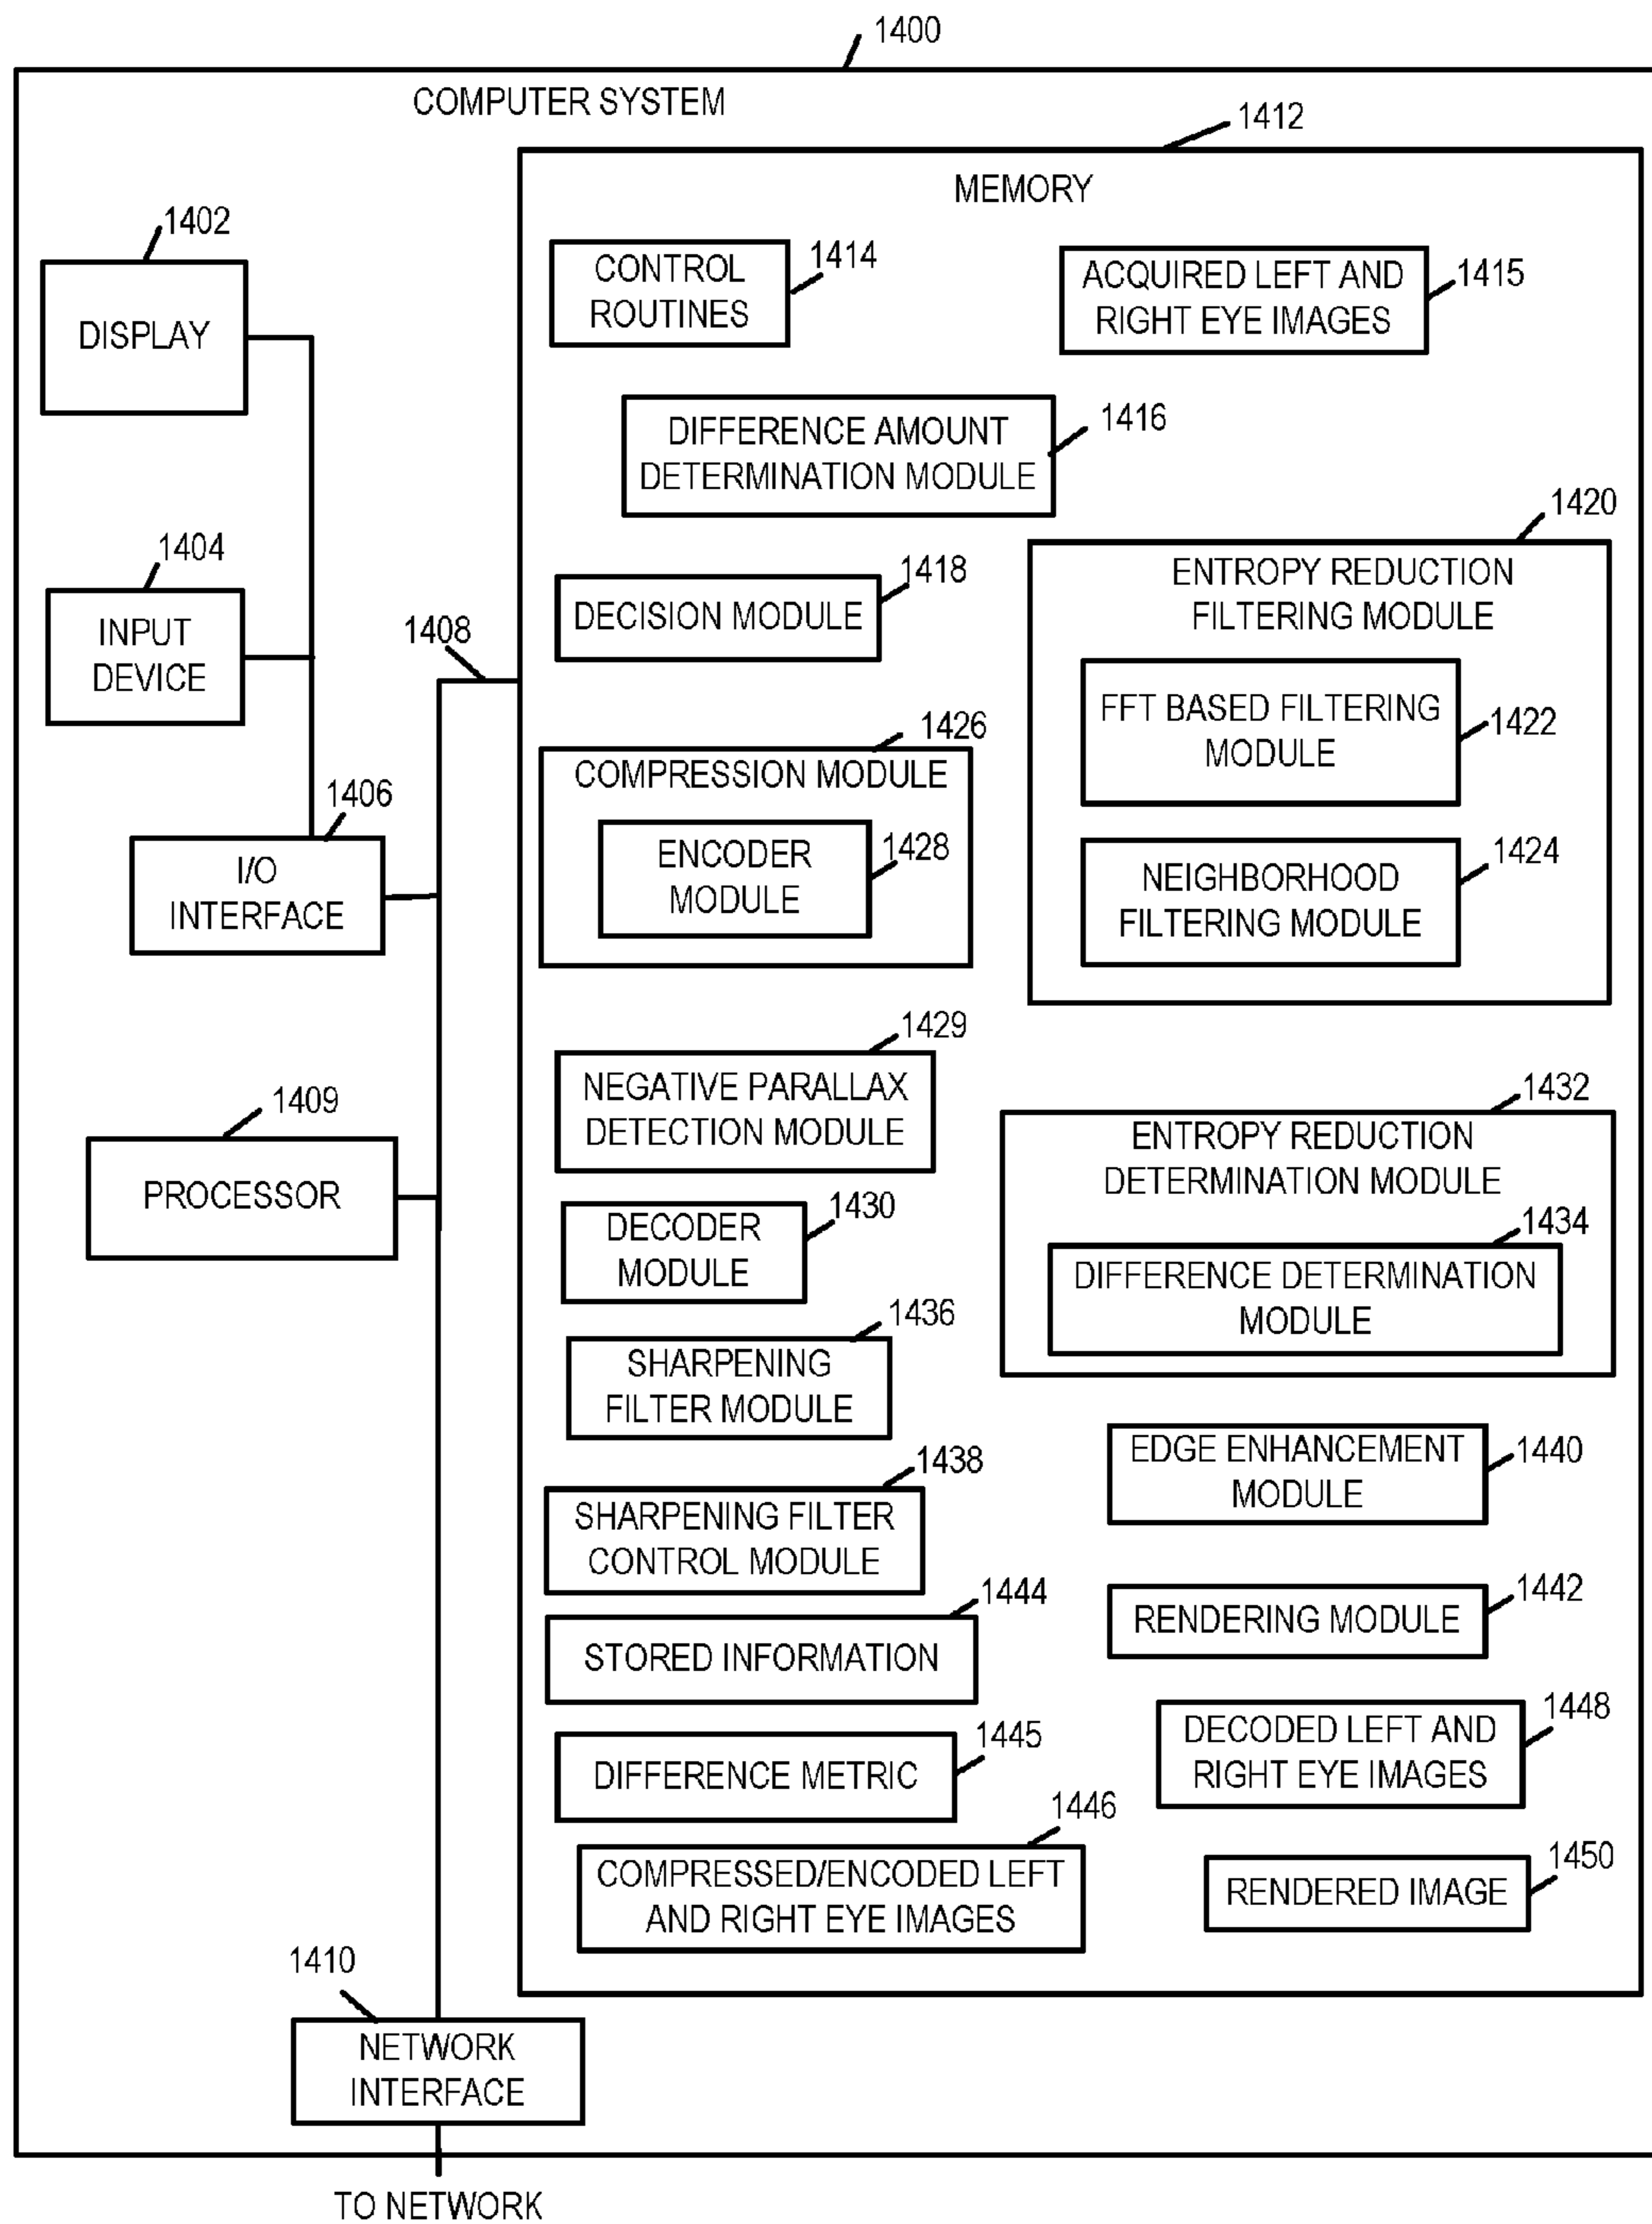 1400
COMPUTER SYSTEM
1412
MEMORY
1402
DISPLAY
1404
INPUT
DEVICE
1408
1406
I/O
INTERFACE
1409
PROCESSOR
1410
NETWORK
INTERFACE
TO NETWORK
CONTROL
ROUTINES
1414
ACQUIRED LEFT AND
RIGHT EYE IMAGES
1415
DIFFERENCE AMOUNT
DETERMINATION MODULE
1416
1418
DECISION MODULE
1420
ENTROPY REDUCTION
FILTERING MODULE
FFT BASED FILTERING
MODULE
1422
NEIGHBORHOOD
FILTERING MODULE
1424
1426
COMPRESSION MODULE
ENCODER
MODULE
1428
1429
NEGATIVE PARALLAX
DETECTION MODULE
1432
ENTROPY REDUCTION
DETERMINATION MODULE
1434
DIFFERENCE DETERMINATION
MODULE
1430
DECODER
MODULE
1436
SHARPENING
FILTER MODULE
1438
SHARPENING FILTER
CONTROL MODULE
EDGE ENHANCEMENT
MODULE
1440
1444
STORED INFORMATION
RENDERING MODULE
1442
1445
DIFFERENCE METRIC
DECODED LEFT AND
RIGHT EYE IMAGES
1448
1446
COMPRESSED/ENCODED LEFT
AND RIGHT EYE IMAGES
1450
RENDERED IMAGE